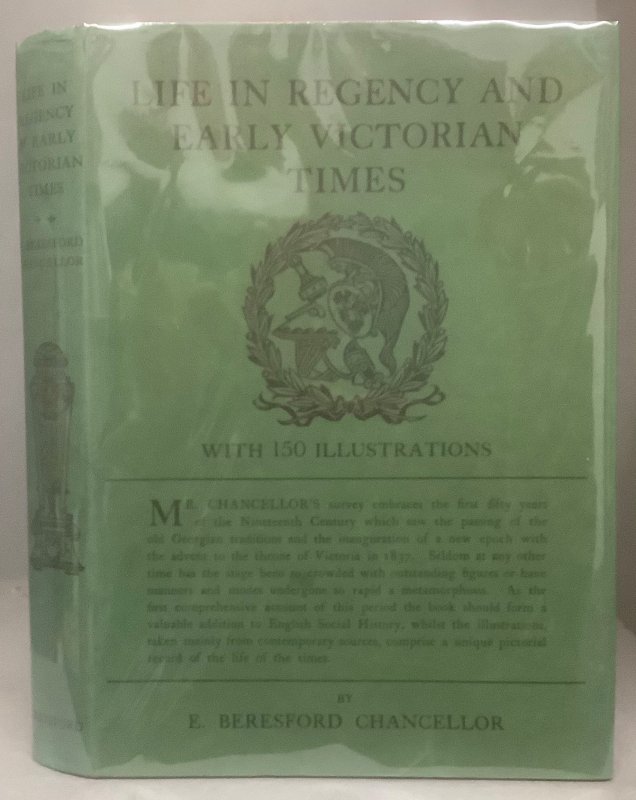 LIFE IN
REGENCY
& EARLY
VICTORIAN
TIMES
BERESFORD
CHANCELLOR
LIFE IN REGENCY AND
EARLY VICTORIAN
TIMES
WITH 150 ILLUSTRATIONS
MR. CHANCELLOR'S survey embraces the first fifty years
of the Nineteenth Century which saw the passing of the
old Georgian traditions and the inauguration of a new epoch with
the advent to the throne of Victoria in 1837. Seldom at any other
time has the stage been so crowded with outstanding figures or have
manners and modes undergone so rapid a metamorphosis. As the
first comprehensive account of this period the book should form a
valuable addition to English Social History, whilst the illustrations,
taken mainly from contemporary sources, comprise a unique pictorial
record of the life of the times.
BY
E. BERESFORD CHANCELLOR